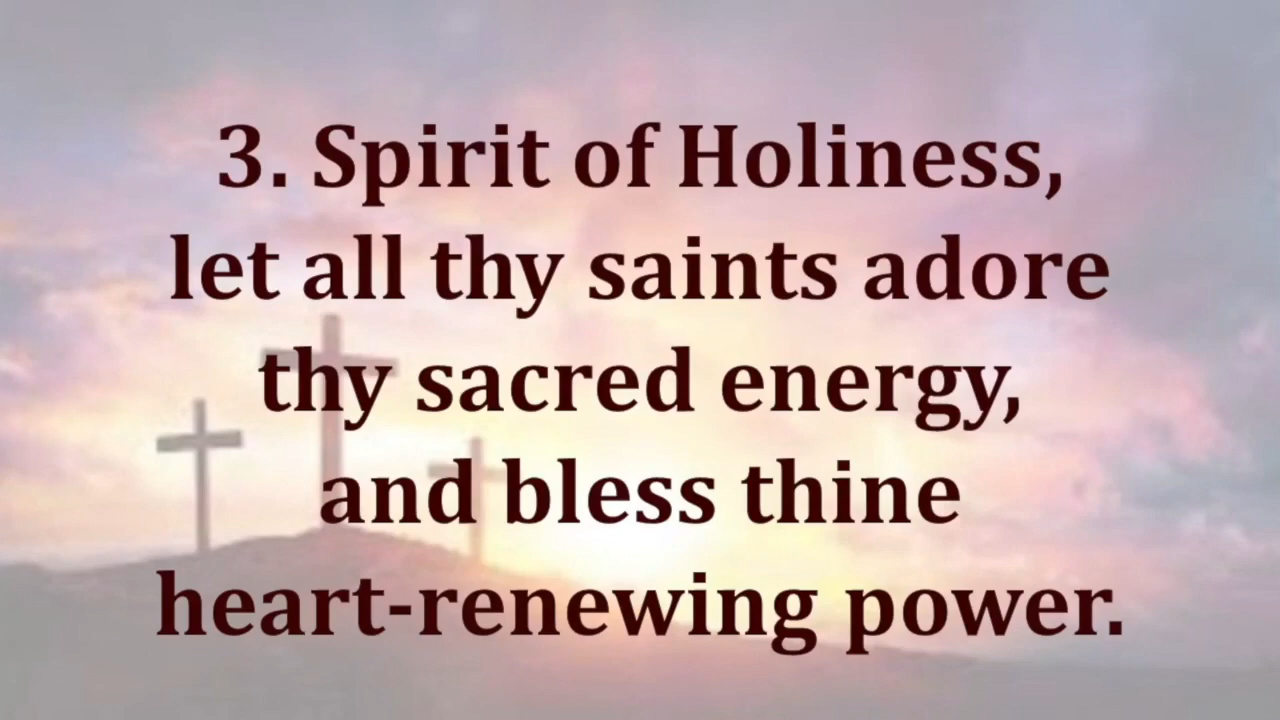 3. Spirit of Holiness,
let all thy saints adore
thy sacred energy,
and bless thine
heart-renewing power.